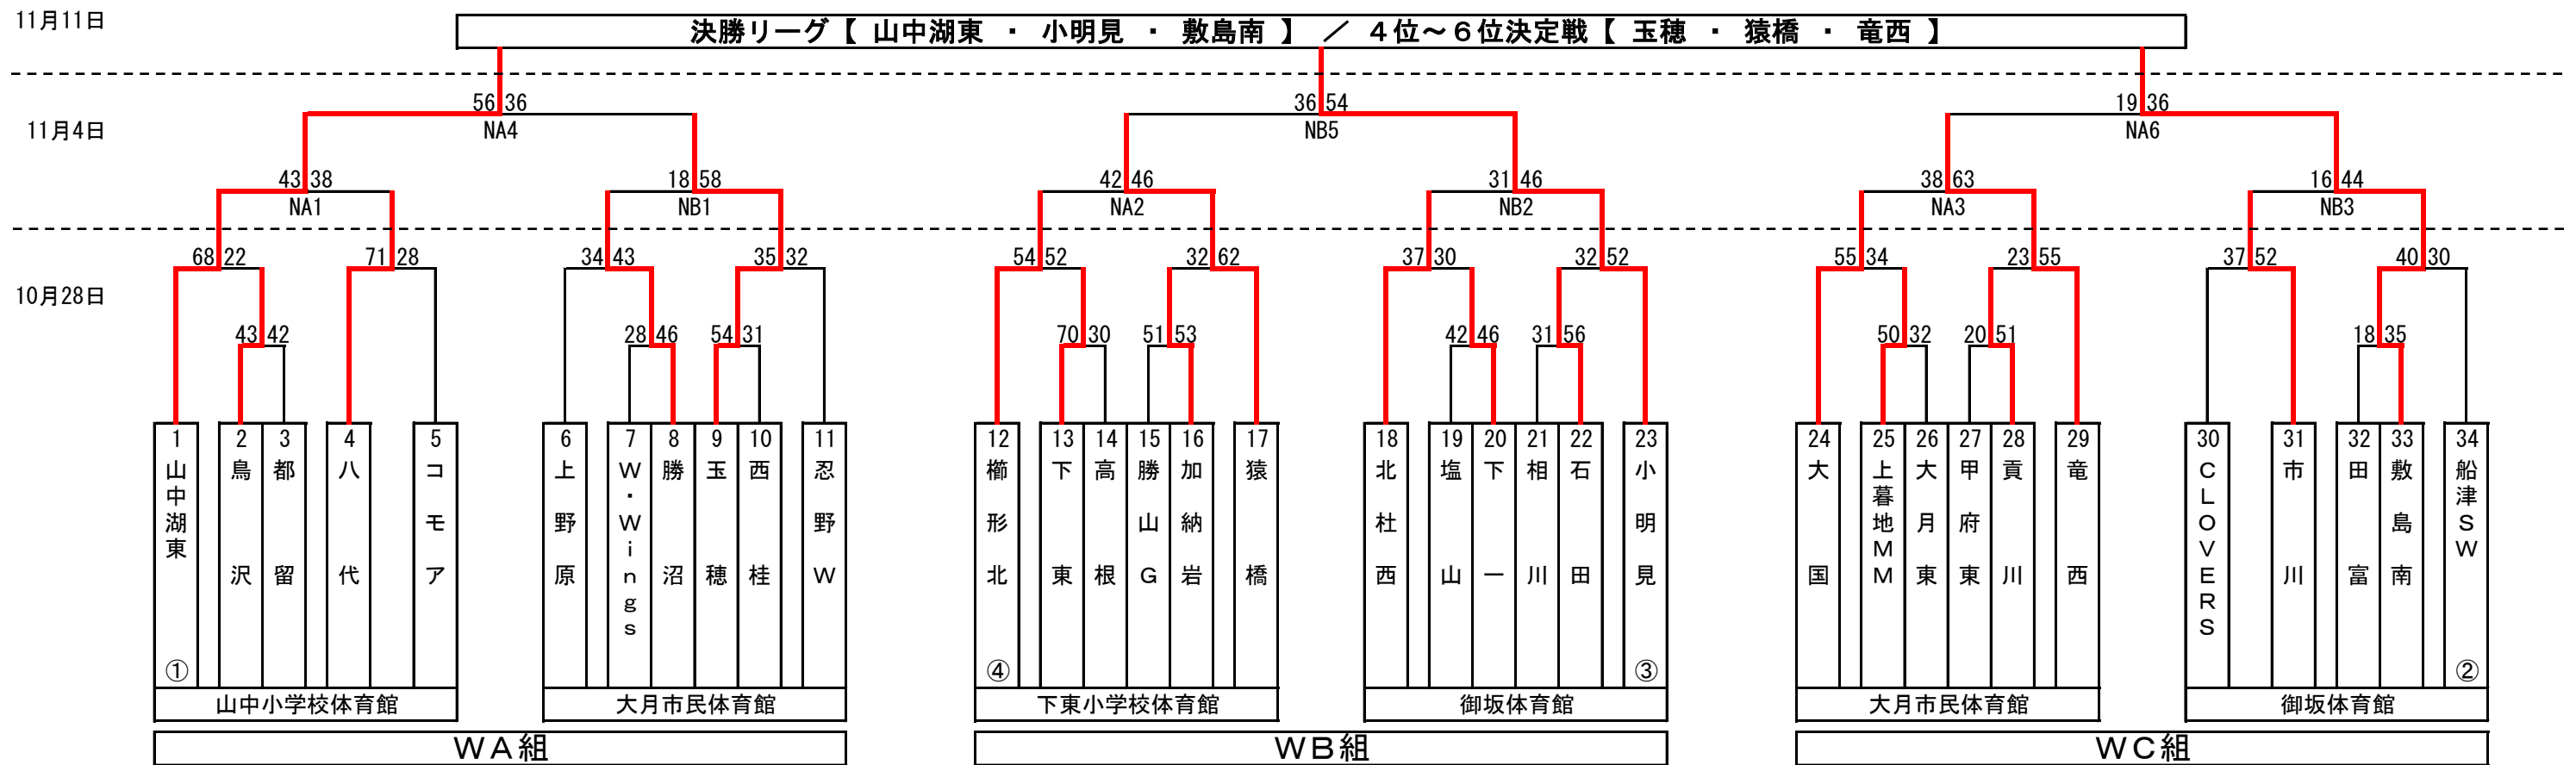 11月11日
決勝リーグ【 山中湖東 ・ 小明見 ・ 敷島南 】 ／ ４位～６位決定戦【 玉穂 ・ 猿橋 ・ 竜西 】
56 36 36 54 19 36
11月4日
NA4 NB5 NA6
43 38 18 58 42 46 31 46 38 63 16 44
NA1 NB1 NA2 NB2 NA3 NB3
68 22 71 28 34 43 35 32 54 52 32 62 37 30 32 52 55 34 23 55 37 52 40 30
10月28日
43 42 28 46 54 31 70 30 51 53 42 46 31 56 50 32 20 51 18 35
1 山中湖東 ①
2 鳥沢
3 都留
4 八代
5 コモア
6 上野原
7 W・Wings
8 勝沼
9 玉穂
10 西桂
11 忍野W
12 櫛形北 ④
13 下東
14 高根
15 勝山G
16 加納岩
17 猿橋
18 北杜西
19 塩山
20 下一
21 相川
22 石田
23 小明見 ③
24 大国
25 上暮地MM
26 大月東
27 甲府東
28 貢川
29 竜西
30 CLOVERS
31 市川
32 田富
33 敷島南
34 船津SW ②
山中小学校体育館 大月市民体育館 下東小学校体育館 御坂体育館 大月市民体育館 御坂体育館
WA組 WB組 WC組